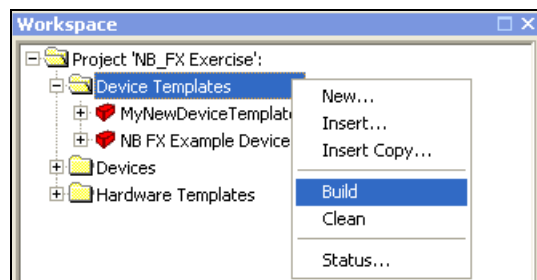 Workspace
Project 'NB_FX Exercise':
Device Templates
MyNewDeviceTemplat
NB FX Example Device
Devices
Hardware Templates
New...
Insert...
Insert Copy...
Build
Clean
Status...